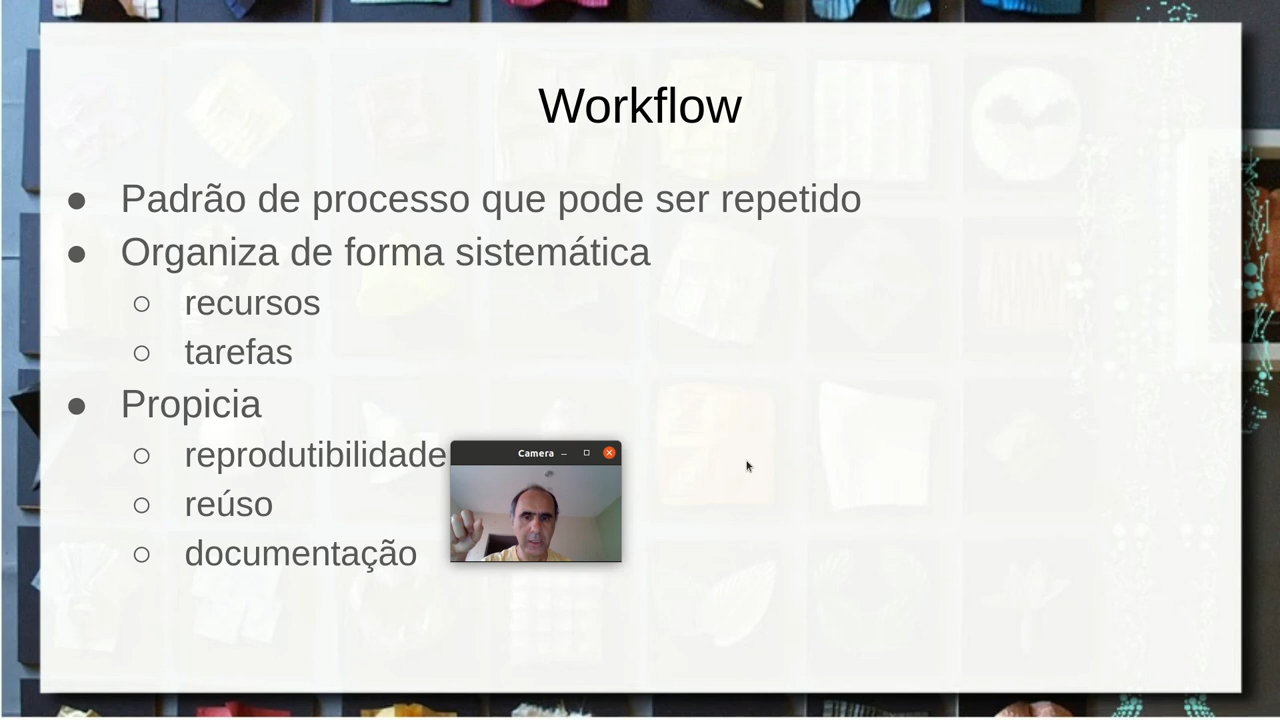 Workflow
● Padrão de processo que pode ser repetido
● Organiza de forma sistemática
○ recursos
○ tarefas
● Propicia
○ reprodutibilidade
○ reúso
○ documentação
Camera